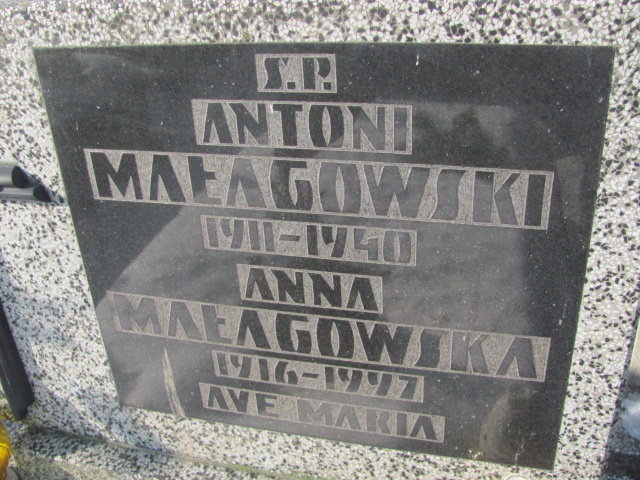 Ś.P.
ANTONI
MAŁAGOWSKI
1911-1940
ANNA
MAŁAGOWSKA
1916-1997
AVE MARIA